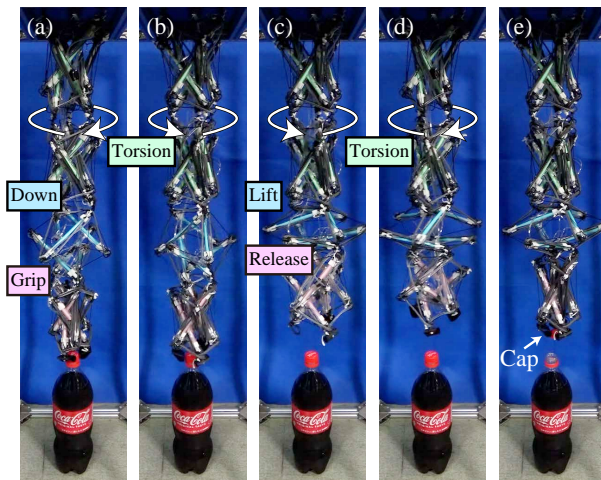 (a)
(b)
(c)
(d)
(e)
Torsion
Torsion
Down
Lift
Grip
Release
Cap
Coca-Cola
Coca-Cola
Coca-Cola
Coca-Cola
Coca-Cola